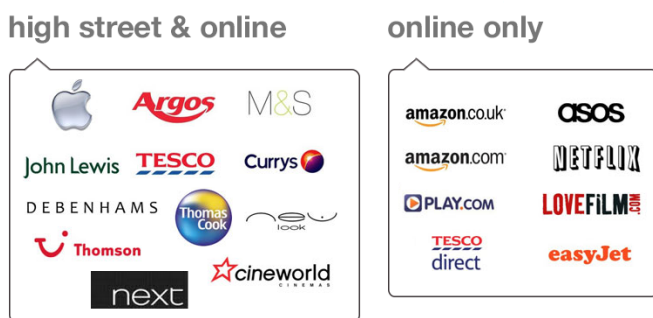 high street & online
Argos
M&S
John Lewis
TESCO
Currys
DEBENHAMS
Thomas
Cook
new
look
Thomson
cineworld
CINEMAS
next
online only
amazon.co.uk
asos
amazon.com
NETFLIX
PLAY.COM
LOVEFiLM.COM
TESCO
direct
easyJet